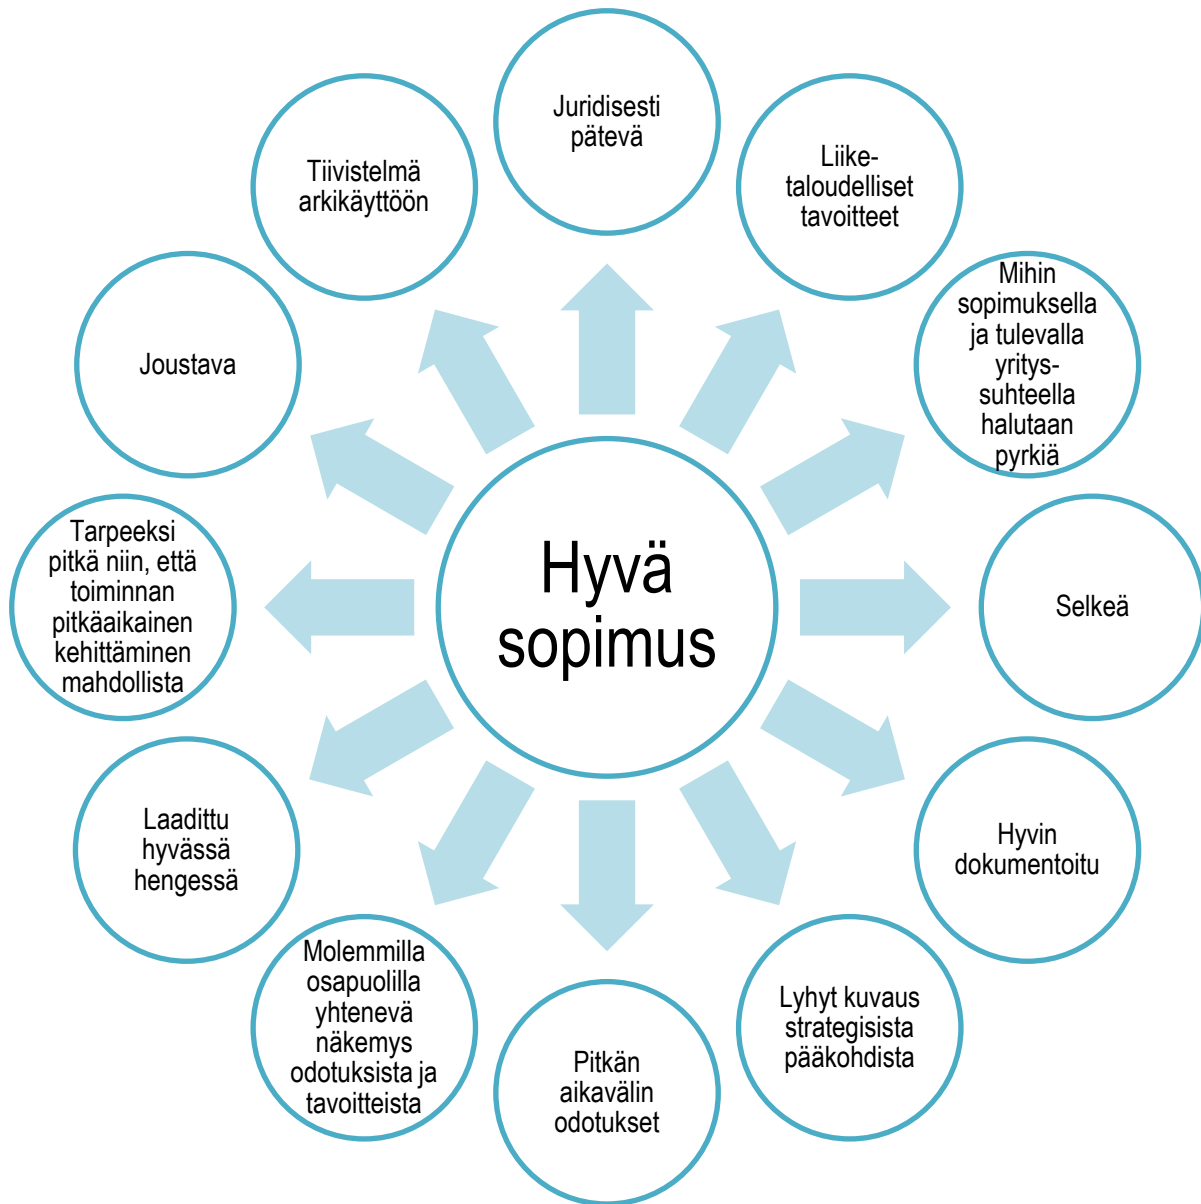 Juridisesti
pätevä
Liike-
taloudelliset
tavoitteet
Mihin
sopimuksella
ja tulevalla
yritys-
suhteella
halutaan
pyrkiä
Selkeä
Hyvin
dokumentoitu
Lyhyt kuvaus
strategisista
pääkohdista
Pitkän
aikavälin
odotukset
Molemmilla
osapuolilla
yhtenevä
näkemys
odotuksista ja
tavoitteista
Laadittu
hyvässä
hengessä
Tarpeeksi
pitkä niin, että
toiminnan
pitkäaikainen
kehittäminen
mahdollista
Joustava
Tiivistelmä
arkikäyttöön
Hyvä
sopimus